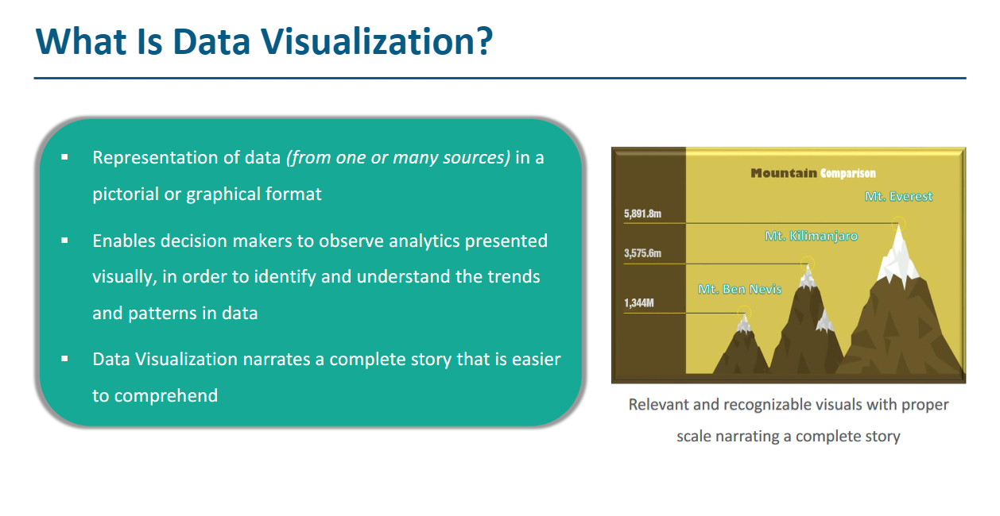 What Is Data Visualization?
▪ Representation of data (from one or many sources) in a
pictorial or graphical format
▪ Enables decision makers to observe analytics presented
visually, in order to identify and understand the trends
and patterns in data
▪ Data Visualization narrates a complete story that is easier
to comprehend
Mountain Comparison
Mt. Everest
5,891.8m
Mt. Kilimanjaro
3,575.6m
Mt. Ben Nevis
1,344M
Relevant and recognizable visuals with proper
scale narrating a complete story